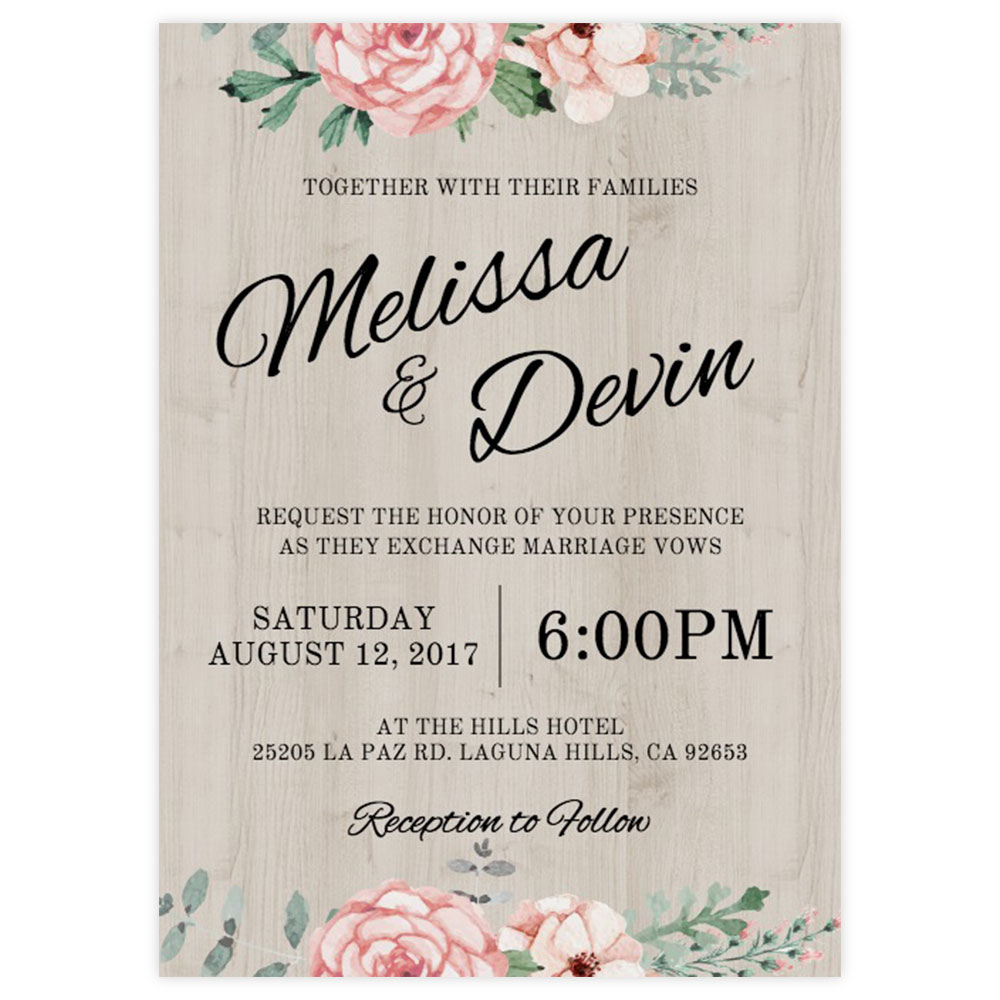 TOGETHER WITH THEIR FAMILIES
Melissa
& Devin
REQUEST THE HONOR OF YOUR PRESENCE
AS THEY EXCHANGE MARRIAGE VOWS
SATURDAY
AUGUST 12, 2017
6:00PM
AT THE HILLS HOTEL
25205 LA PAZ RD. LAGUNA HILLS, CA 92653
Reception to Follow